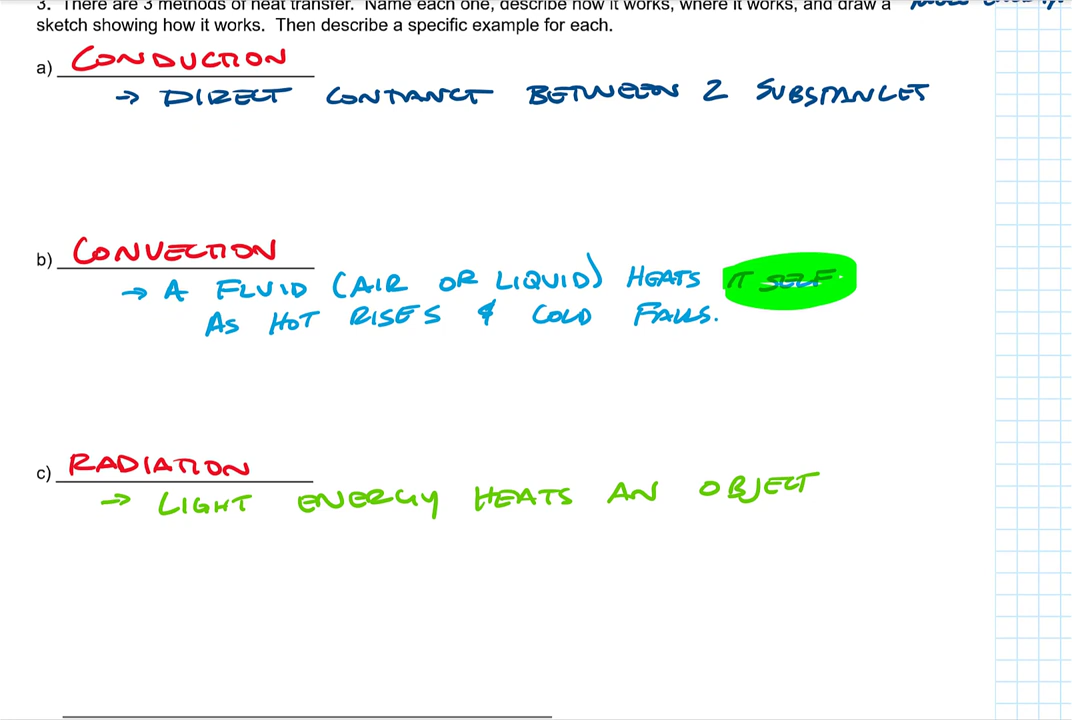 3. There are 3 methods of heat transfer. Name each one, describe how it works, where it works, and draw a
sketch showing how it works. Then describe a specific example for each.
a) CONDUCTION
→ DIRECT CONTANCT BETWEEN 2 SUBSTANCES
b) CONVECTION
→ A FLUID (AIR OR LIQUID) HEATS IT SELF
AS HOT RISES & COLD FALLS.
c) RADIATION
→ LIGHT ENERGY HEATS AN OBJECT